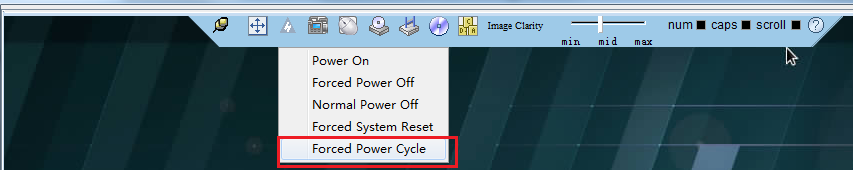 Image Clarity
min mid max
num caps scroll ?
C
D A
Power On
Forced Power Off
Normal Power Off
Forced System Reset
Forced Power Cycle